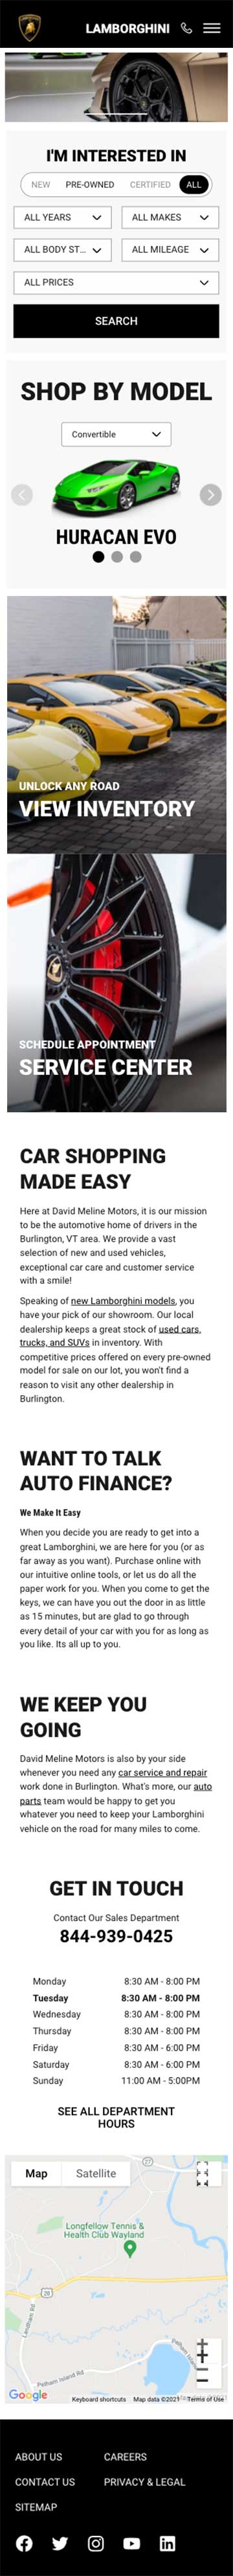 LAMBORGHINI
I'M INTERESTED IN
NEW PRE-OWNED CERTIFIED ALL
ALL YEARS ALL MAKES
ALL BODY ST... ALL MILEAGE
ALL PRICES
SEARCH
SHOP BY MODEL
Convertible
HURACAN EVO
UNLOCK ANY ROAD
VIEW INVENTORY
SCHEDULE APPOINTMENT
SERVICE CENTER
CAR SHOPPING
MADE EASY
Here at David Meline Motors, it is our mission
to be the automotive home of drivers in the
Burlington, VT area. We provide a vast
selection of new and used vehicles,
exceptional car care and customer service
with a smile!
Speaking of new Lamborghini models, you
have your pick of our showroom. Our local
dealership keeps a great stock of used cars,
trucks, and SUVs in inventory. With
competitive prices offered on every pre-owned
model for sale on our lot, you won't find a
reason to visit any other dealership in
Burlington.
WANT TO TALK
AUTO FINANCE?
We Make It Easy
When you decide you are ready to get into a
great Lamborghini, we are here for you (or as
far away as you want). Purchase online with
our intuitive online tools, or let us do all the
paper work for you. When you come to get the
keys, we can have you out the door in as little
as 15 minutes, but are glad to go through
every detail of your car with you for as long as
you like. Its all up to you.
WE KEEP YOU
GOING
David Meline Motors is also by your side
whenever you need any car service and repair
work done in Burlington. What's more, our auto
parts team would be happy to get you
whatever you need to keep your Lamborghini
vehicle on the road for many miles to come.
GET IN TOUCH
Contact Our Sales Department
844-939-0425
Monday 8:30 AM - 8:00 PM
Tuesday 8:30 AM - 8:00 PM
Wednesday 8:30 AM - 8:00 PM
Thursday 8:30 AM - 8:00 PM
Friday 8:30 AM - 6:00 PM
Saturday 8:30 AM - 6:00 PM
Sunday 11:00 AM - 5:00PM
SEE ALL DEPARTMENT
HOURS
Map Satellite
27
Longfellow Tennis &
Health Club Wayland
20
Landham Rd
Pelham Island Rd
Pelham Island
Google
Keyboard shortcuts Map data ©2021 Terms of Use
ABOUT US CAREERS
CONTACT US PRIVACY & LEGAL
SITEMAP